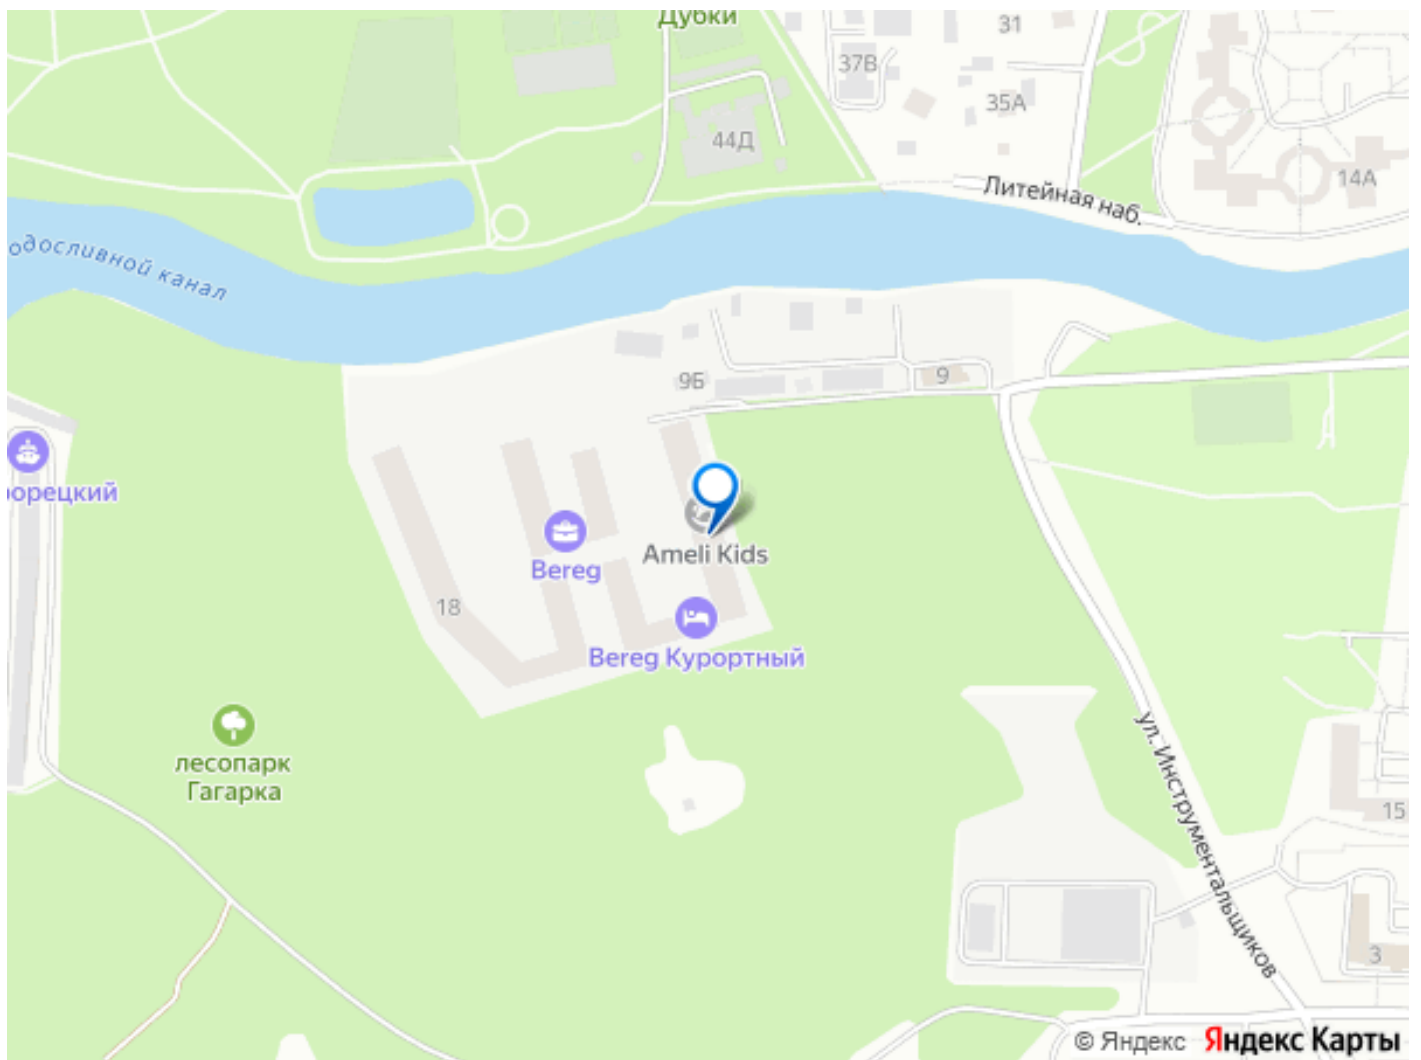 Дубки
31
37В
35А
44Д
14А
Литейная наб.
одосливной канал
9Б
9
орецкий
Ameli Kids
Bereg
18
Bereg Курортный
лесопарк
Гагарка
ул. Инструментальщиков
15
3
© Яндекс Яндекс Карты